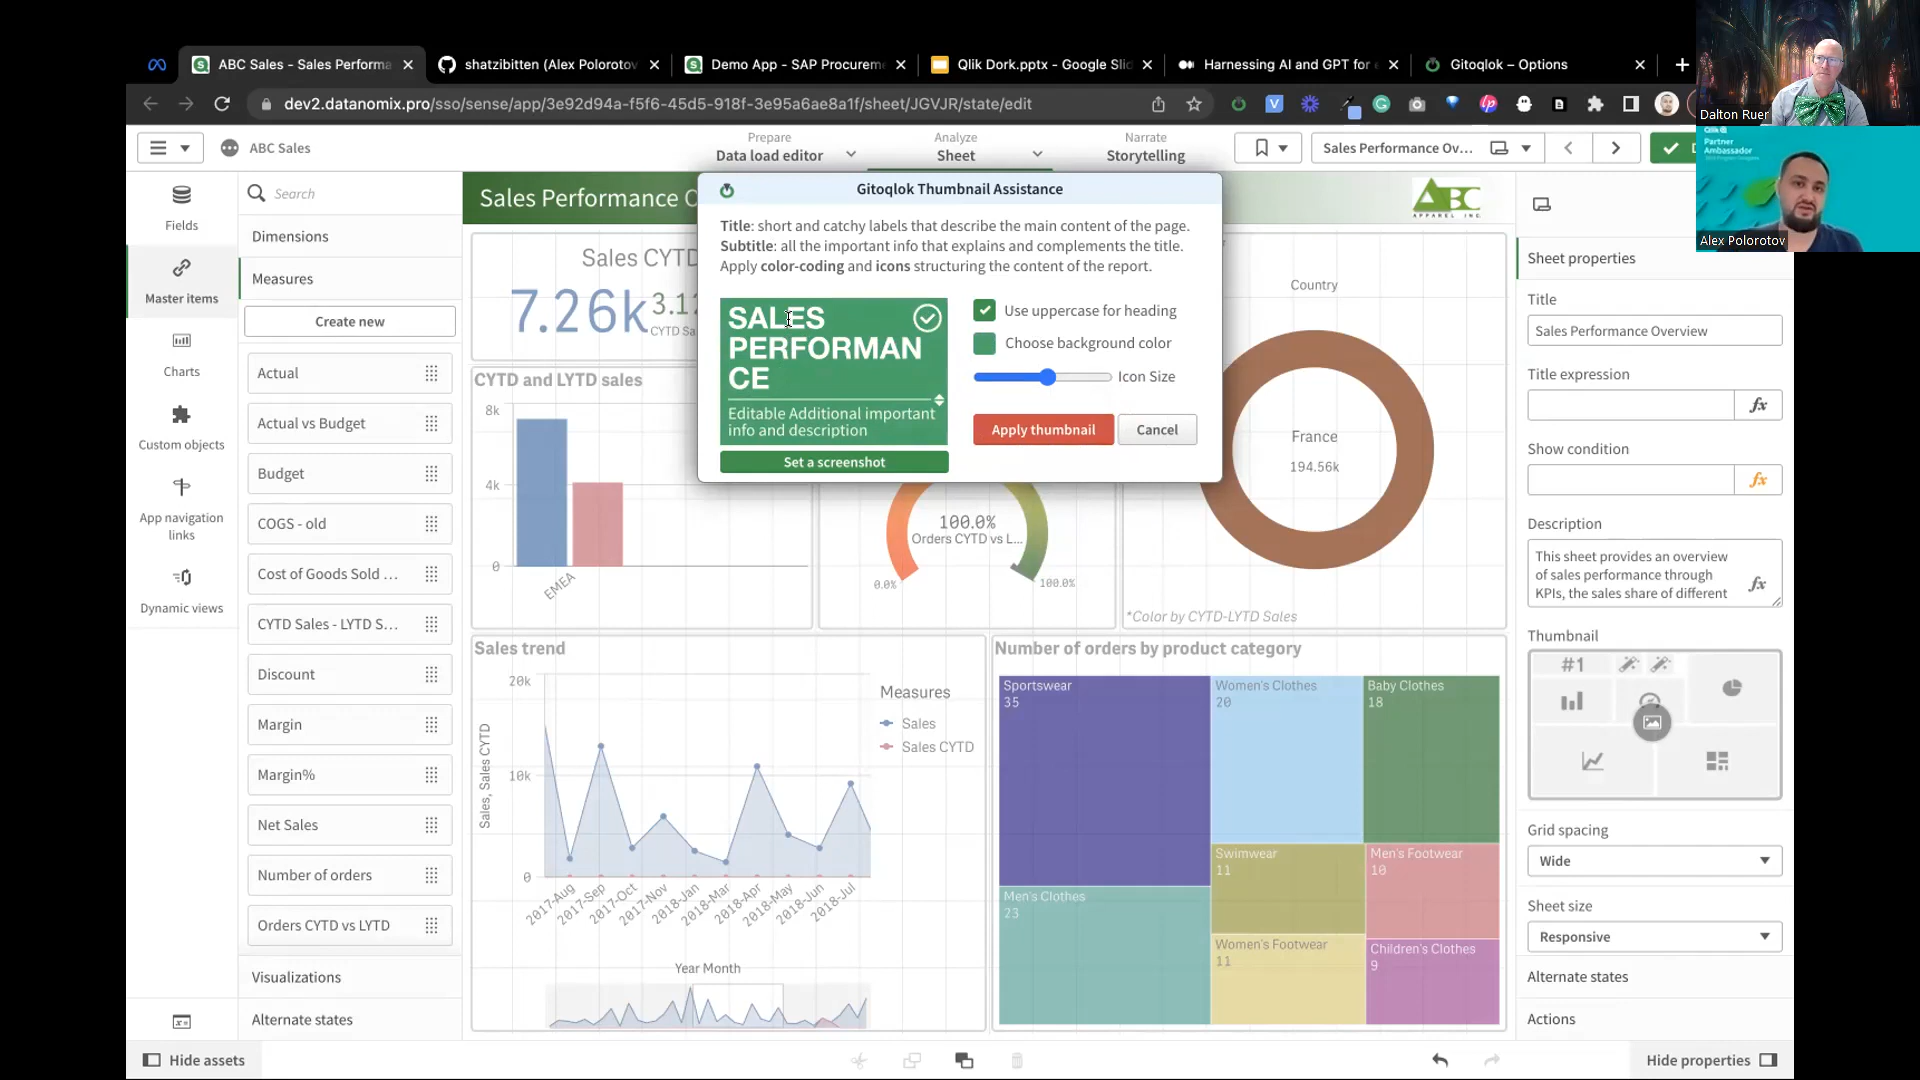 ABC Sales - Sales Performa
shatzibitten (Alex Polorotov
Demo App - SAP Procurem
Qlik Dork.pptx - Google Slid
Harnessing AI and GPT for
Gitoqlok – Options
dev2.datanomix.pro/sso/sense/app/3e92d94a-f5f6-45d5-918f-3e95a6ae8a1f/sheet/JGVJR/state/edit
Dalton Ruer
Qlik
Partner
Ambassador
Alex Polorotov
ABC Sales
Prepare
Data load editor
Analyze
Sheet
Narrate
Storytelling
Sales Performance Ov...
Fields
Master items
Charts
Custom objects
App navigation
links
Dynamic views
Search
Dimensions
Measures
Create new
Actual
Actual vs Budget
Budget
COGS - old
Cost of Goods Sold ...
CYTD Sales - LYTD S...
Discount
Margin
Margin%
Net Sales
Number of orders
Orders CYTD vs LYTD
Visualizations
Alternate states
Sales Performance O
ABC
APPAREL INC.
Gitoqlok Thumbnail Assistance
Title: short and catchy labels that describe the main content of the page.
Subtitle: all the important info that explains and complements the title.
Apply color-coding and icons structuring the content of the report.
SALES
PERFORMAN
CE
Editable Additional important
info and description
Set a screenshot
Use uppercase for heading
Choose background color
Icon Size
Apply thumbnail
Cancel
Sales CYTD
7.26k
3.12
CYTD Sa
CYTD and LYTD sales
8k
4k
0
EMEA
100.0%
Orders CYTD vs L...
0.0%
100.0%
Country
France
194.56k
*Color by CYTD-LYTD Sales
Sales trend
Sales, Sales CYTD
20k
10k
0
2017-Aug
2017-Sep
2017-Oct
2017-Nov
2018-Jan
2018-Mar
2018-Apr
2018-May
2018-Jun
2018-Jul
Year Month
Measures
Sales
Sales CYTD
Number of orders by product category
Sportswear
35
Women's Clothes
20
Baby Clothes
18
Men's Clothes
23
Swimwear
11
Men's Footwear
10
Women's Footwear
11
Children's Clothes
9
Sheet properties
Title
Sales Performance Overview
Title expression
fx
Show condition
fx
Description
This sheet provides an overview
of sales performance through
KPIs, the sales share of different
fx
Thumbnail
#1
Grid spacing
Wide
Sheet size
Responsive
Alternate states
Actions
Hide assets
Hide properties